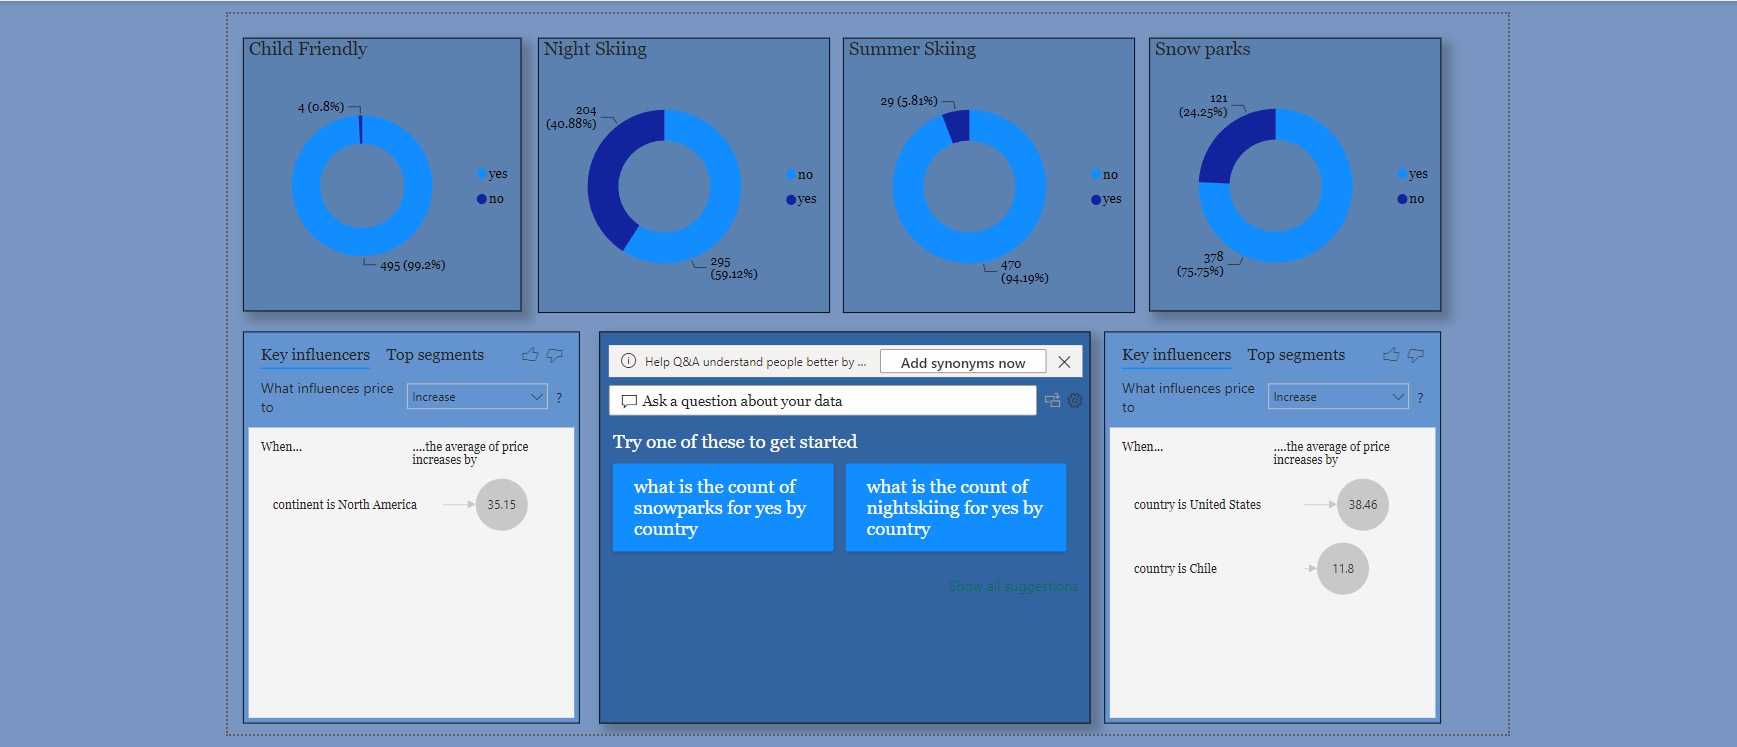 Child Friendly
4 (0.8%)
495 (99.2%)
yes
no
Night Skiing
204
(40.88%)
295
(59.12%)
no
yes
Summer Skiing
29 (5.81%)
470
(94.19%)
no
yes
Snow parks
121
(24.25%)
378
(75.75%)
yes
no
Key influencers Top segments
What influences price
to
Increase
?
When...
....the average of price
increases by
continent is North America
35.15
Help Q&A understand people better by ...
Add synonyms now
Ask a question about your data
Try one of these to get started
what is the count of
snowparks for yes by
country
what is the count of
nightskiing for yes by
country
Show all suggestions
Key influencers Top segments
What influences price
to
Increase
?
When...
....the average of price
increases by
country is United States
38.46
country is Chile
11.8